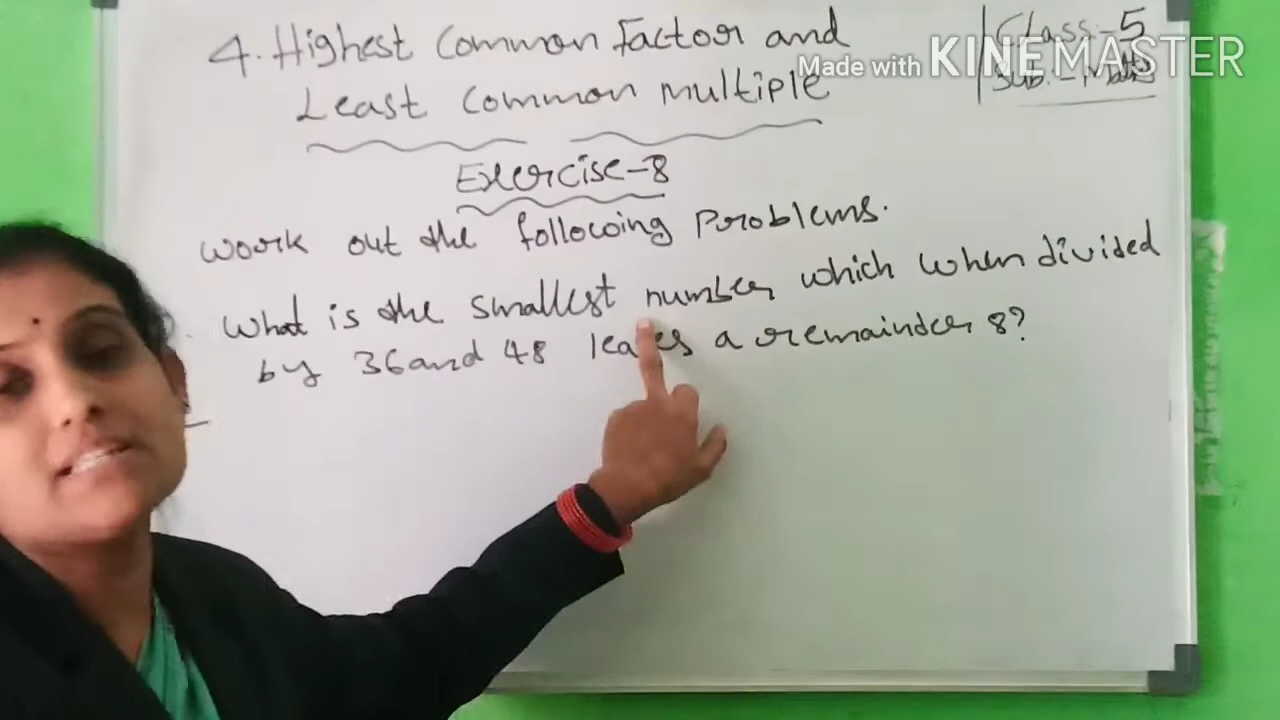 4. Highest Common Factor and
Least Common multiple
Class-5
Sub.-Maths
Made with KINEMASTER
Exercise-8
Work out the following Problems.
What is the smallest number which when divided
by 36 and 48 leaves a remainder 8?